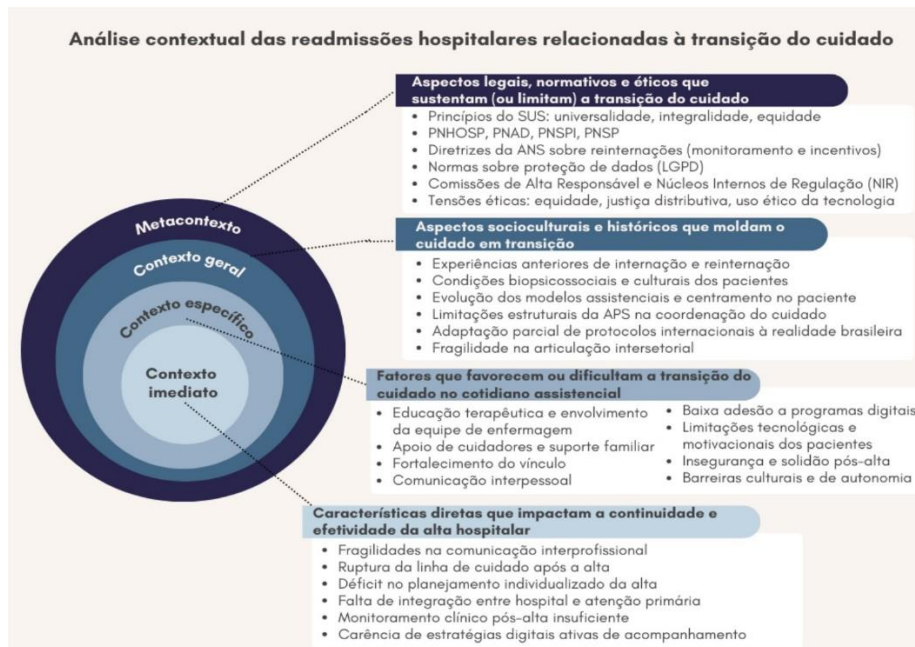 Análise contextual das readmissões hospitalares relacionadas à transição do cuidado
Metacontexto
Contexto geral
Contexto específico
Contexto
imediato
Aspectos legais, normativos e éticos que
sustentam (ou limitam) a transição do cuidado
• Princípios do SUS: universalidade, integralidade, equidade
• PNHOSP, PNAD, PNSPI, PNSP
• Diretrizes da ANS sobre reinternações (monitoramento e incentivos)
• Normas sobre proteção de dados (LGPD)
• Comissões de Alta Responsável e Núcleos Internos de Regulação (NIR)
• Tensões éticas: equidade, justiça distributiva, uso ético da tecnologia
Aspectos socioculturais e históricos que moldam o
cuidado em transição
• Experiências anteriores de internação e reinternação
• Condições biopsicossociais e culturais dos pacientes
• Evolução dos modelos assistenciais e centramento no paciente
• Limitações estruturais da APS na coordenação do cuidado
• Adaptação parcial de protocolos internacionais à realidade brasileira
• Fragilidade na articulação intersetorial
Fatores que favorecem ou dificultam a transição do
cuidado no cotidiano assistencial
• Educação terapêutica e envolvimento
da equipe de enfermagem
• Apoio de cuidadores e suporte familiar
• Fortalecimento do vínculo
• Comunicação interpessoal
• Baixa adesão a programas digitais
• Limitações tecnológicas e
motivacionais dos pacientes
• Insegurança e solidão pós-alta
• Barreiras culturais e de autonomia
Características diretas que impactam a continuidade e
efetividade da alta hospitalar
• Fragilidades na comunicação interprofissional
• Ruptura da linha de cuidado após a alta
• Déficit no planejamento individualizado da alta
• Falta de integração entre hospital e atenção primária
• Monitoramento clínico pós-alta insuficiente
• Carência de estratégias digitais ativas de acompanhamento